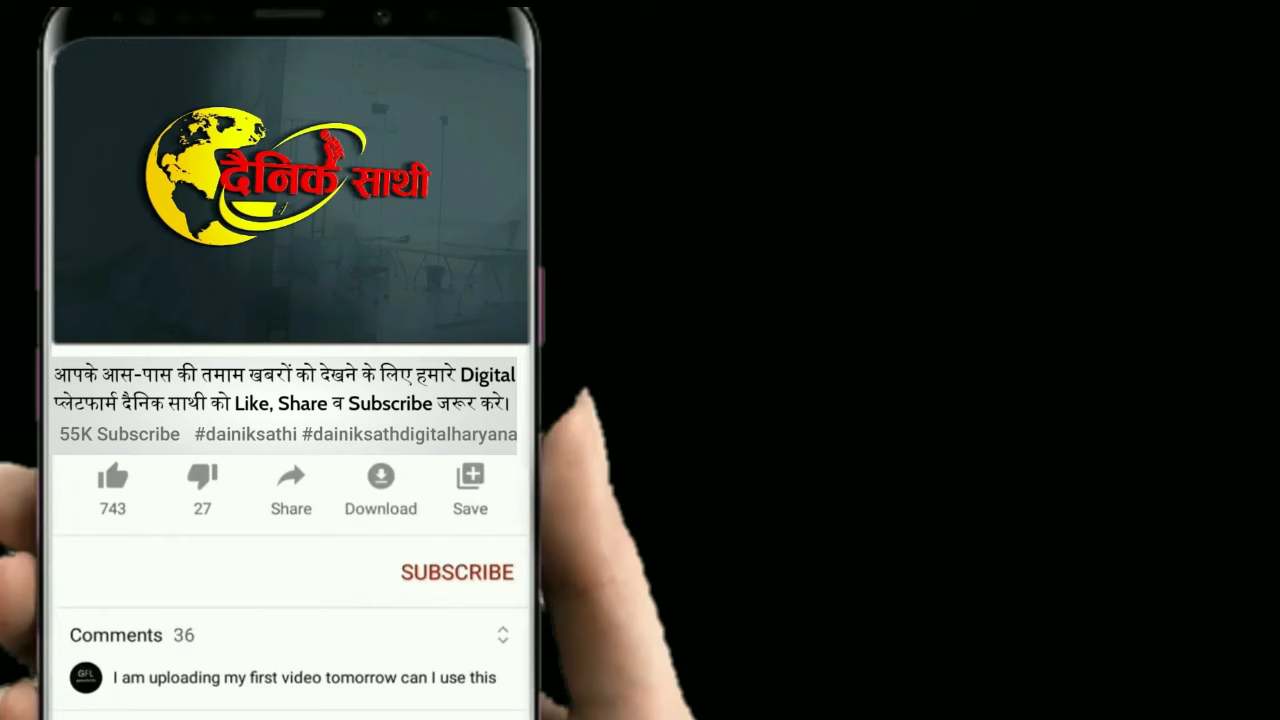 दैनिक साथी
आपके आस-पास की तमाम खबरों को देखने के लिए हमारे Digital
प्लेटफार्म दैनिक साथी को Like, Share व Subscribe जरूर करे।
55K Subscribe #dainiksathi #dainiksathdigitalharyana
743 27 Share Download Save
SUBSCRIBE
Comments 36
GFL
I am uploading my first video tomorrow can I use this